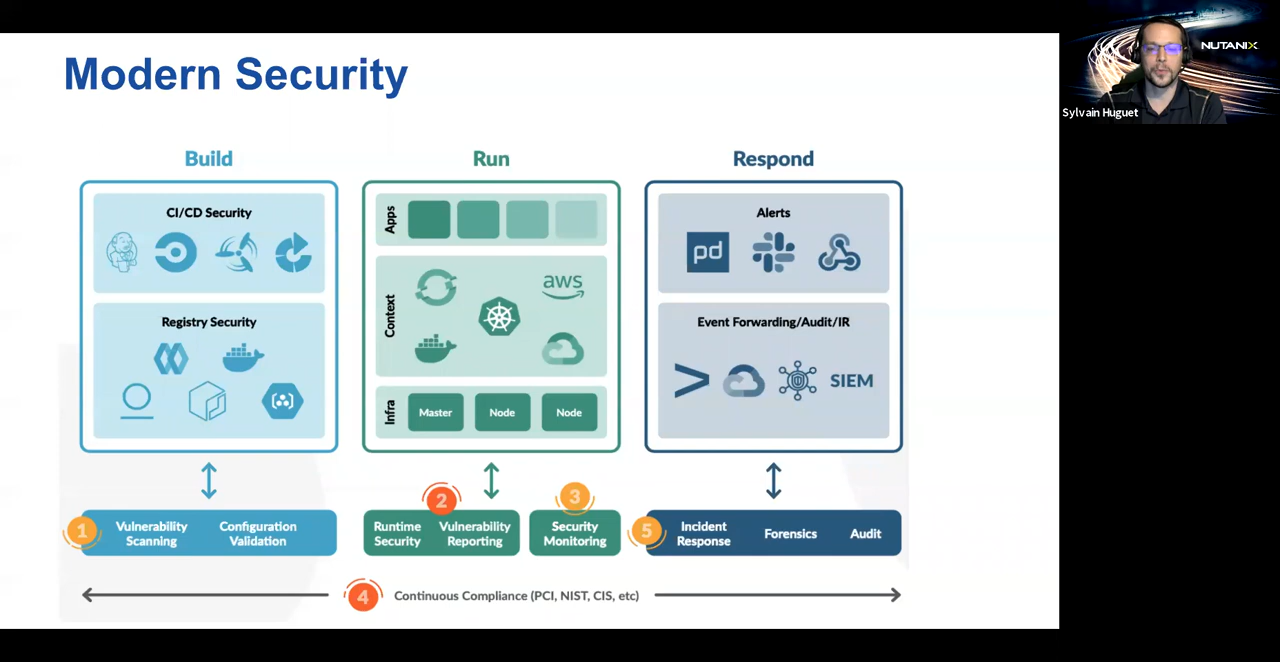 Modern Security
NUTANIX
Sylvain Huguet
Build
Run
Respond
CI/CD Security
Registry Security
Apps
Context
aws
Infra
Master
Node
Node
Alerts
pd
Event Forwarding/Audit/IR
>
SIEM
1
Vulnerability
Scanning
Configuration
Validation
2
Runtime
Security
Vulnerability
Reporting
3
Security
Monitoring
5
Incident
Response
Forensics
Audit
4
Continuous Compliance (PCI, NIST, CIS, etc)